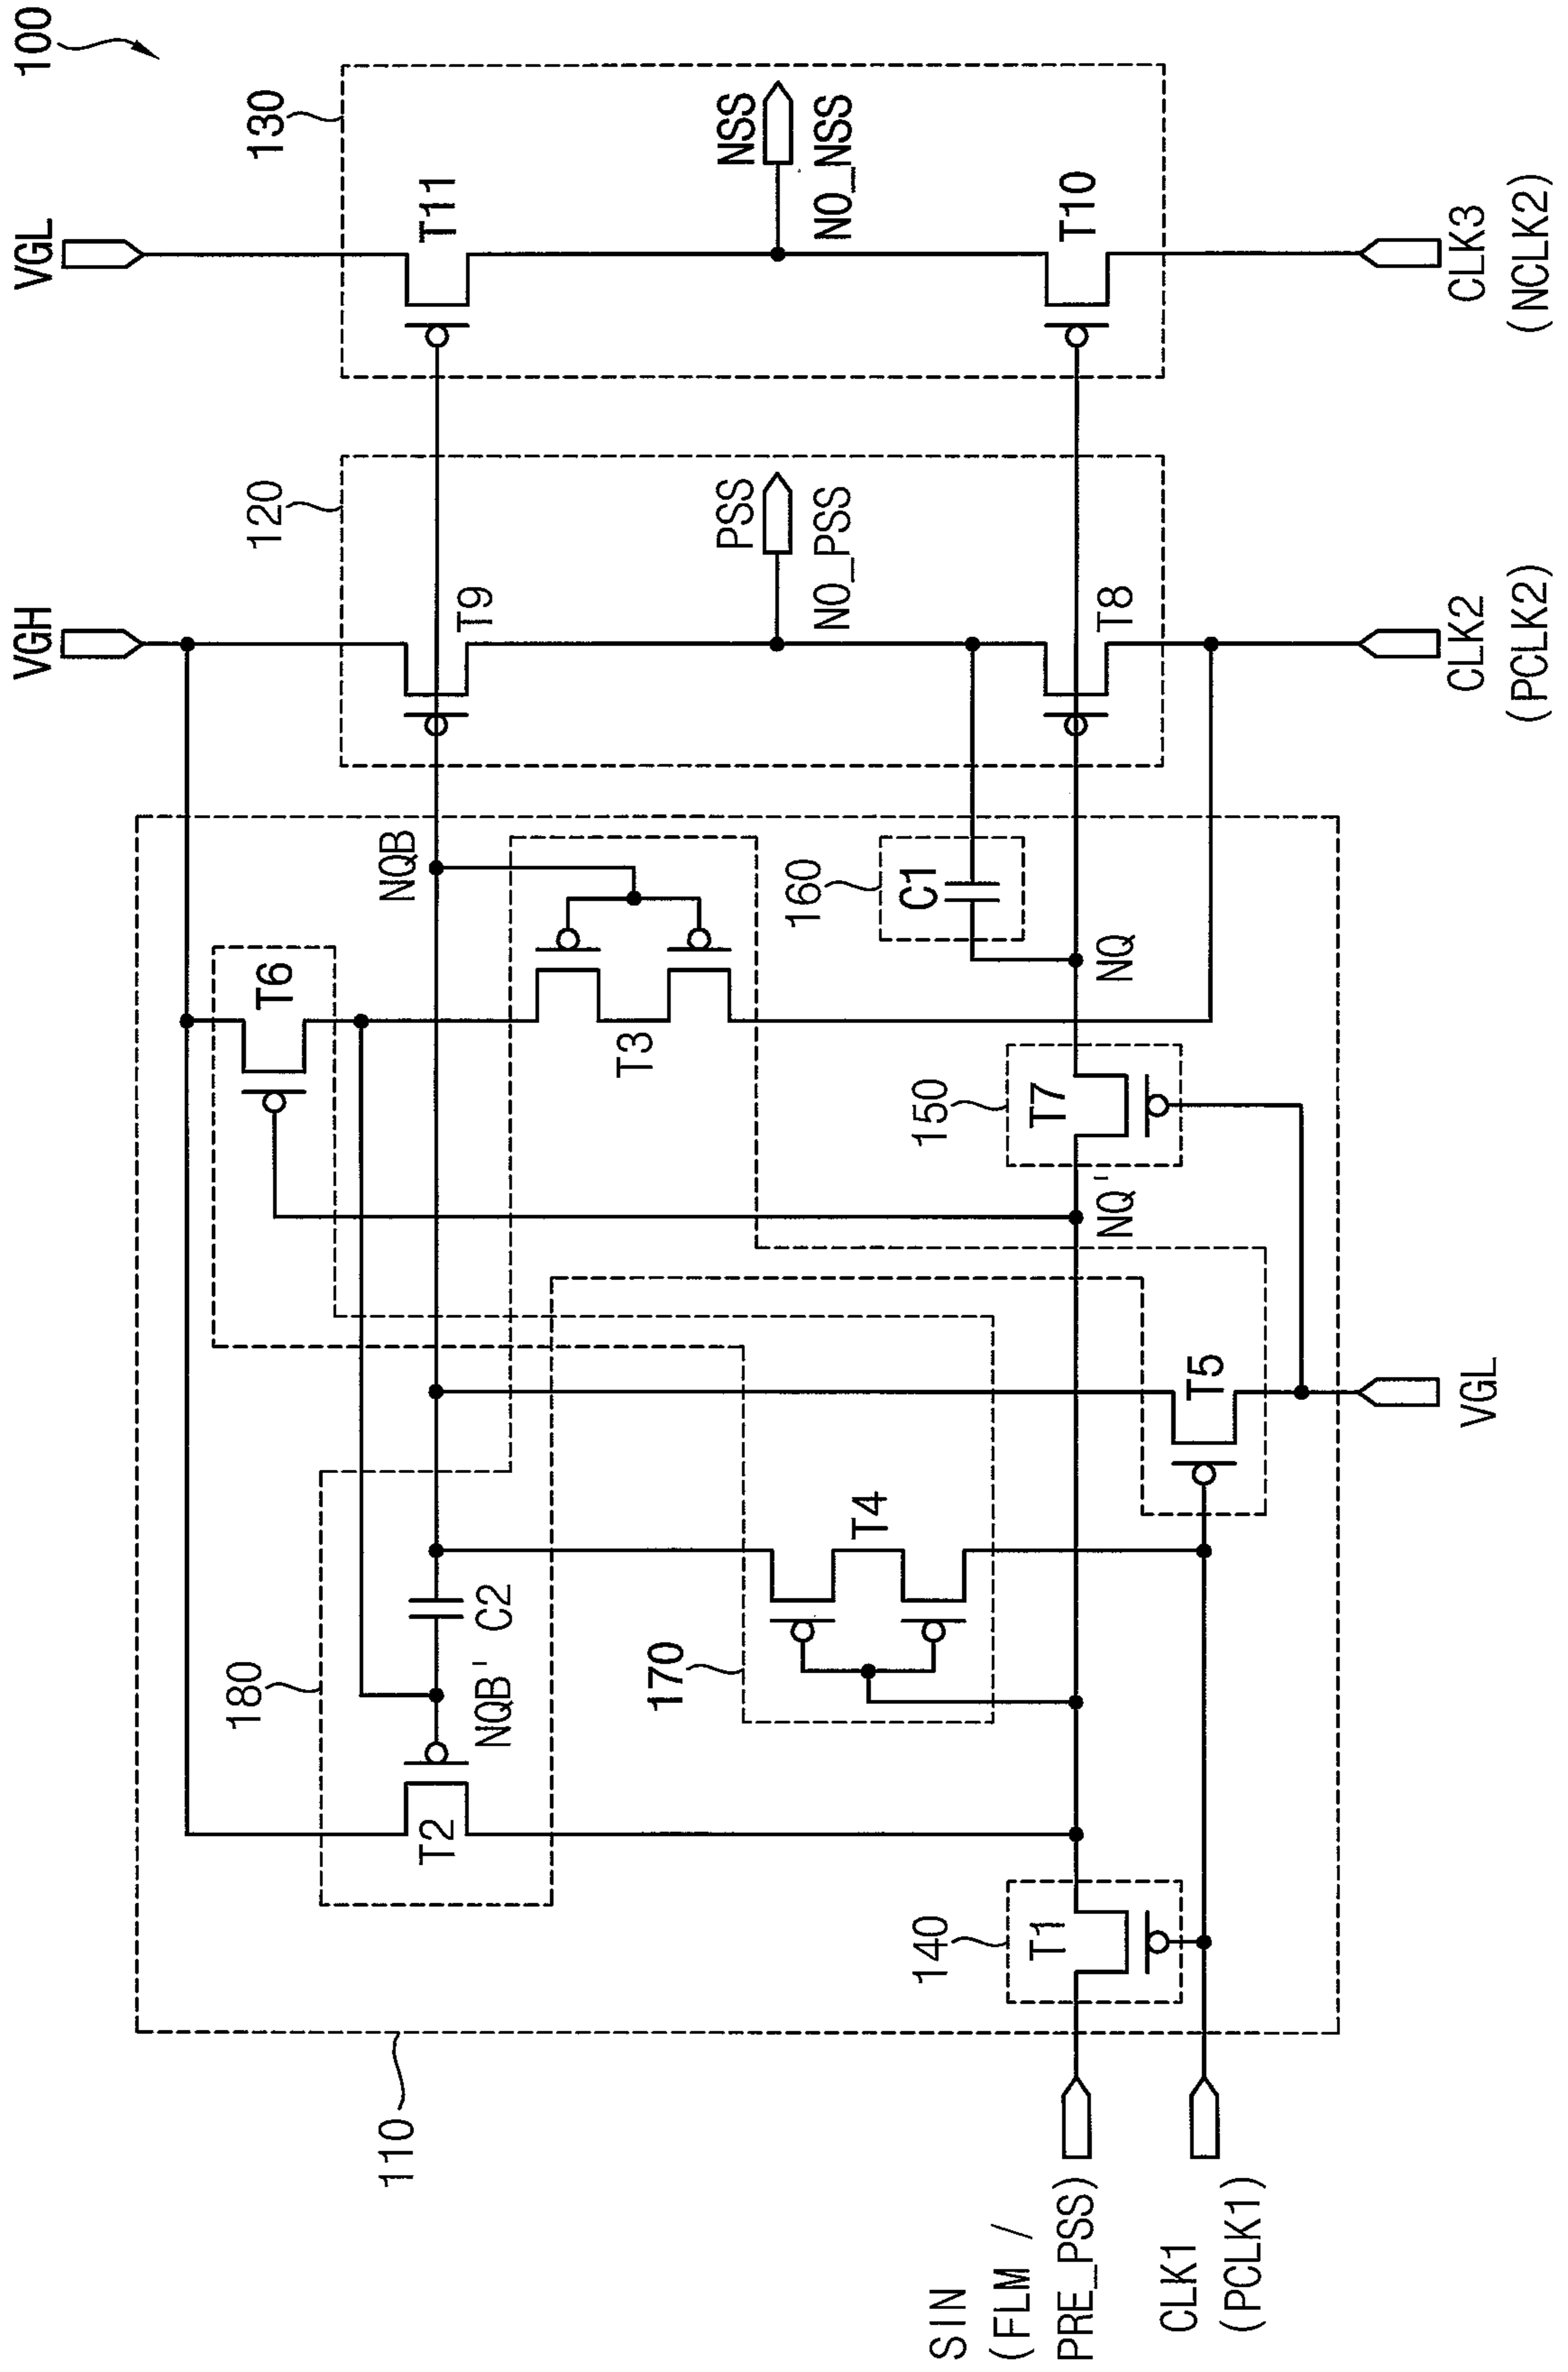 100
VGH
VGL
130
120
T11
T9
NSS
NO_NSS
PSS
NO_PSS
T10
T8
CLK3
(NCLK2)
CLK2
(PCLK2)
110
180
T6
NQB
T3
160
C1
NQ
150
T7
NQ'
T2
NQB'
C2
170
T4
T5
140
T1
VGL
SIN
(FLM /
PRE_PSS)
CLK1
(PCLK1)